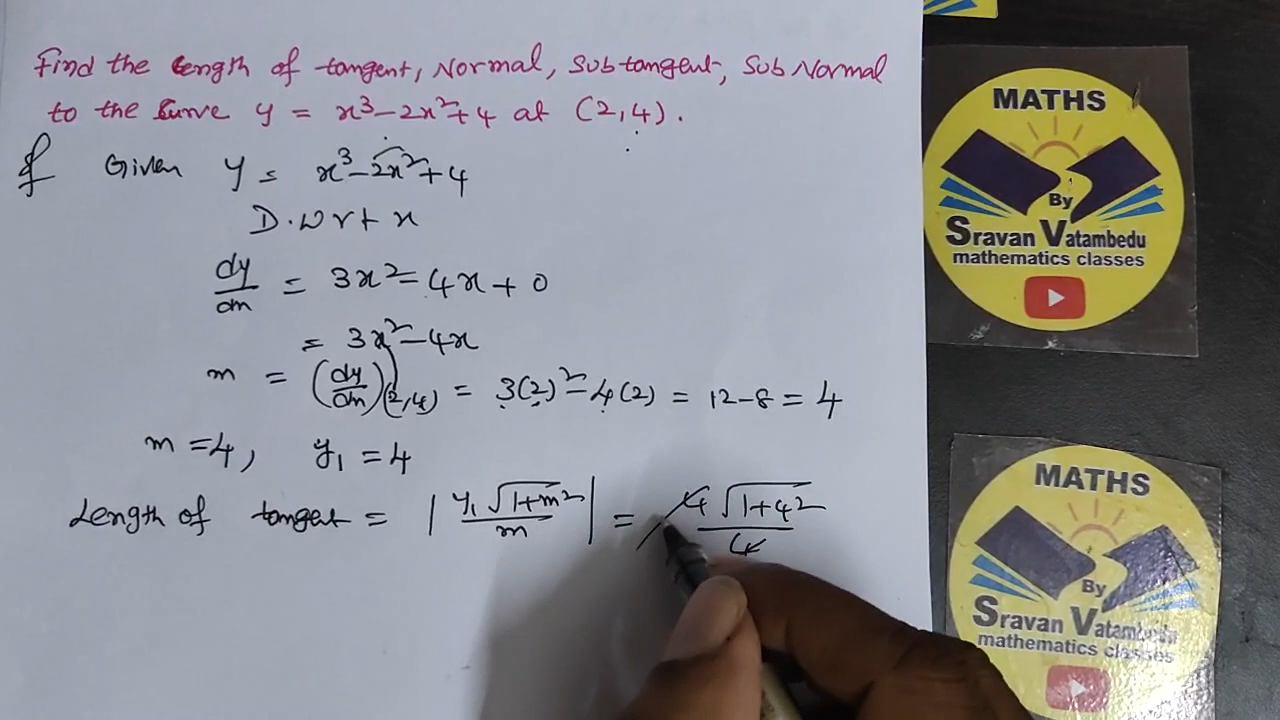 Find the Length of tangent, Normal, Subtangent, Sub Normal
to the curve y = x³-2x²+4 at (2,4).
Given y = x³-2x²+4
D.w r t x
dy/dx = 3x²-4x+0
= 3x²-4x
m = (dy/dx)(2,4) = 3(2)²-4(2) = 12-8 = 4
m = 4, y₁ = 4
Length of tangent = | y₁√1+m² / m | = 4√1+4² / 4
MATHS
By
Sravan Vatambedu
mathematics classes
MATHS
By
Sravan Vatambedu
mathematics classes